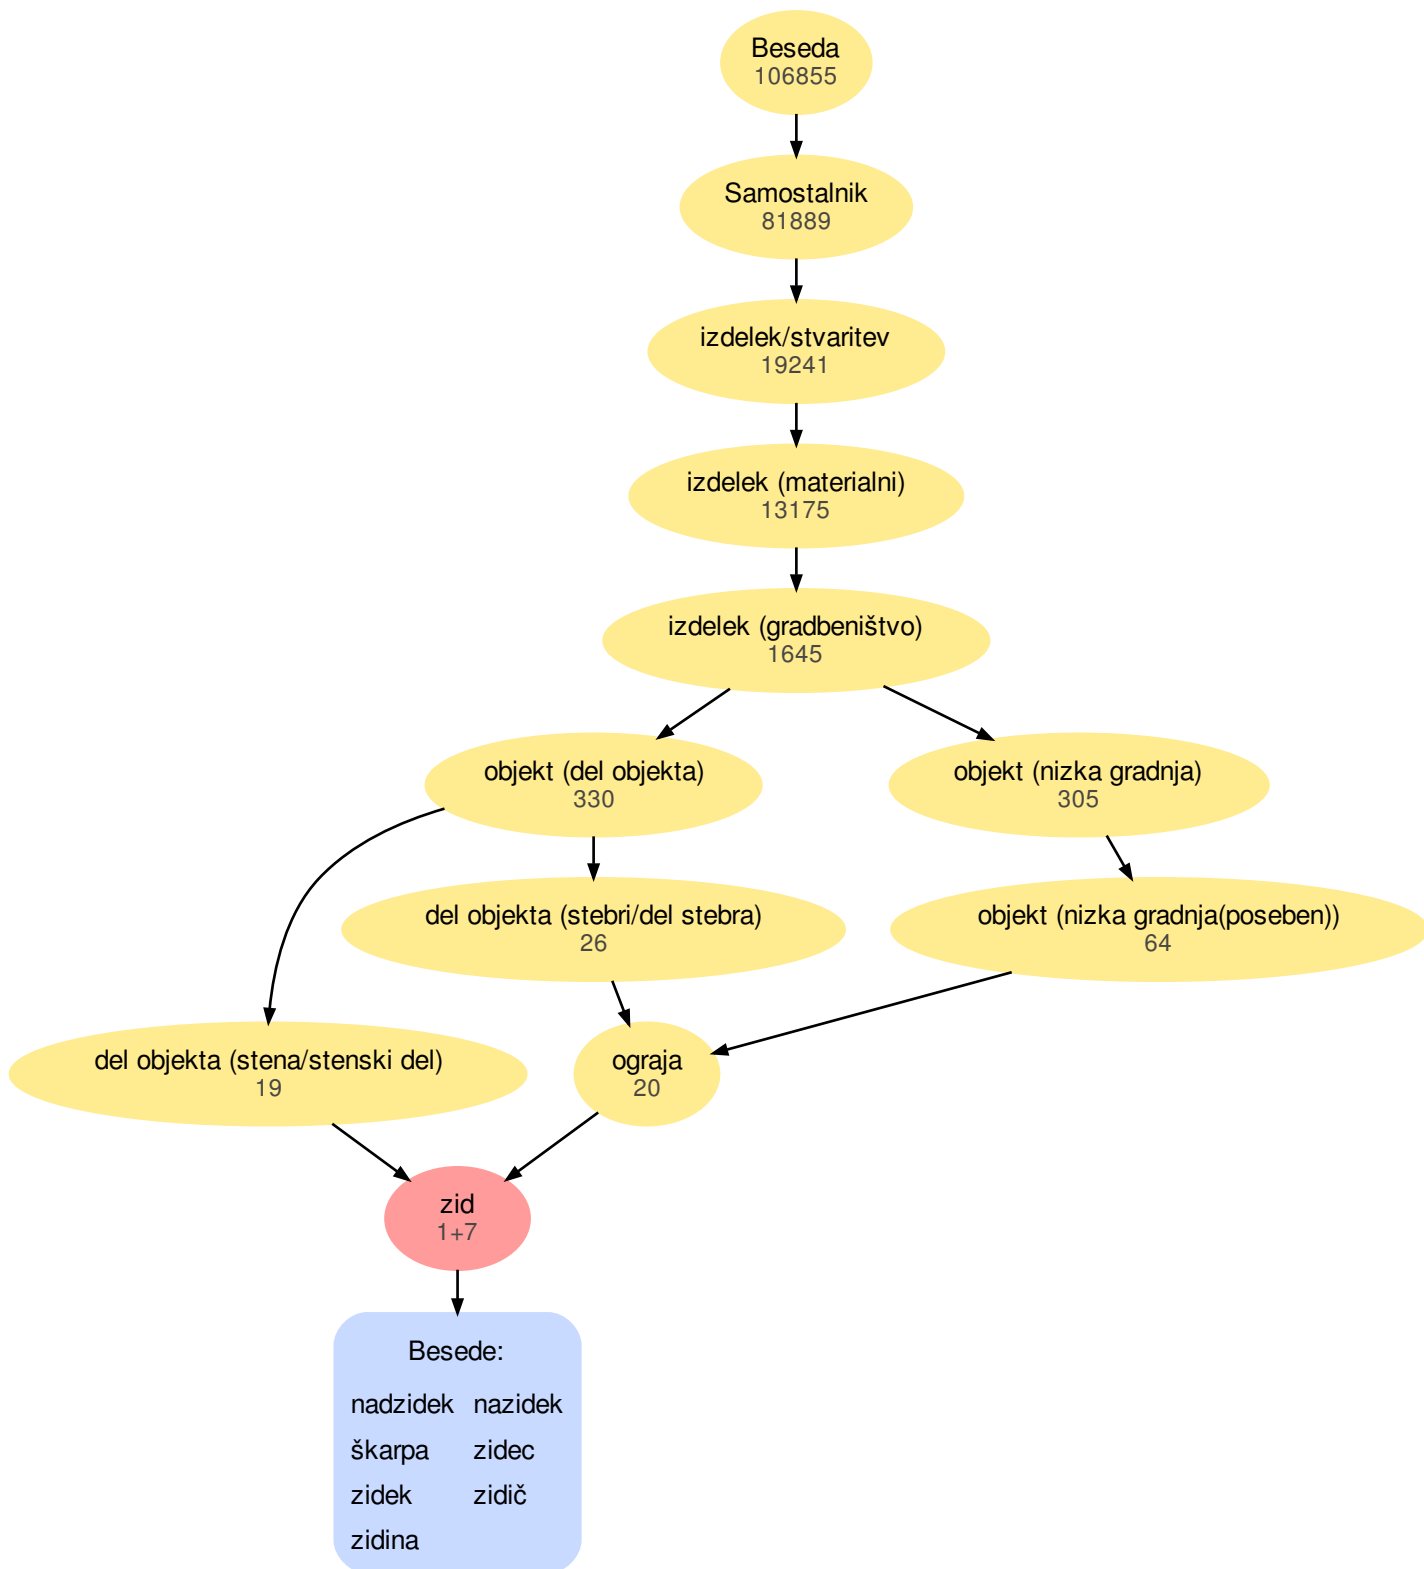 Beseda
106855
Samostalnik
81889
izdelek/stvaritev
19241
izdelek (materialni)
13175
izdelek (gradbeništvo)
1645
objekt (del objekta)
330
objekt (nizka gradnja)
305
del objekta (stebri/del stebra)
26
objekt (nizka gradnja(poseben))
64
del objekta (stena/stenski del)
19
ograja
20
zid
1+7
Besede:
nadzidek nazidek
škarpa zidec
zidek zidič
zidina